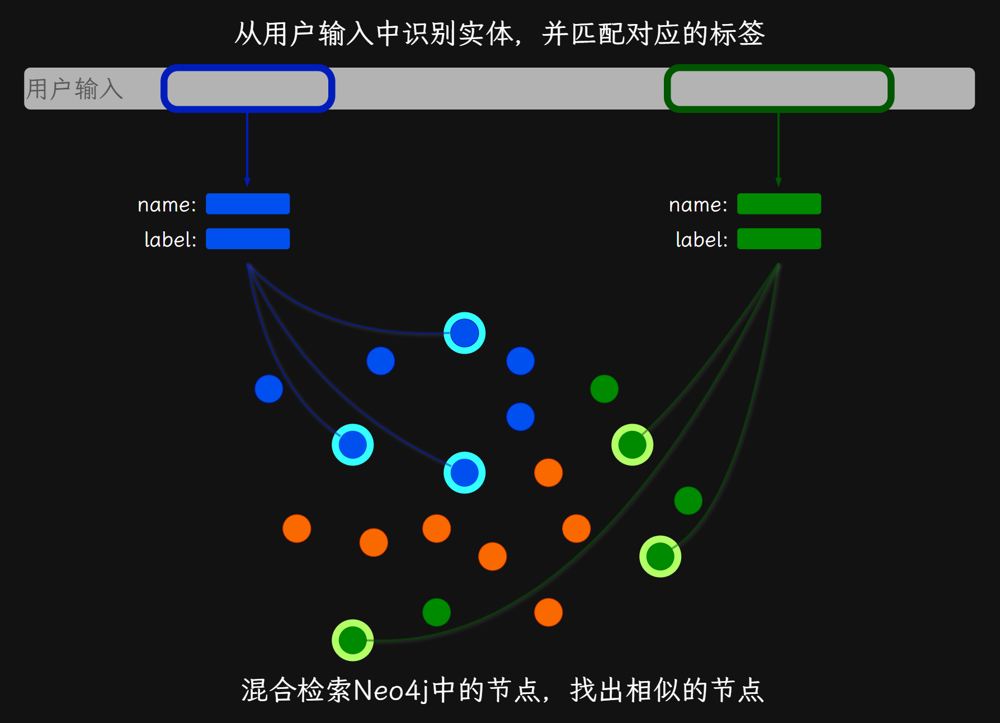 从用户输入中识别实体，并匹配对应的标签
用户输入
name:
name:
label:
label:
混合检索Neo4j中的节点，找出相似的节点